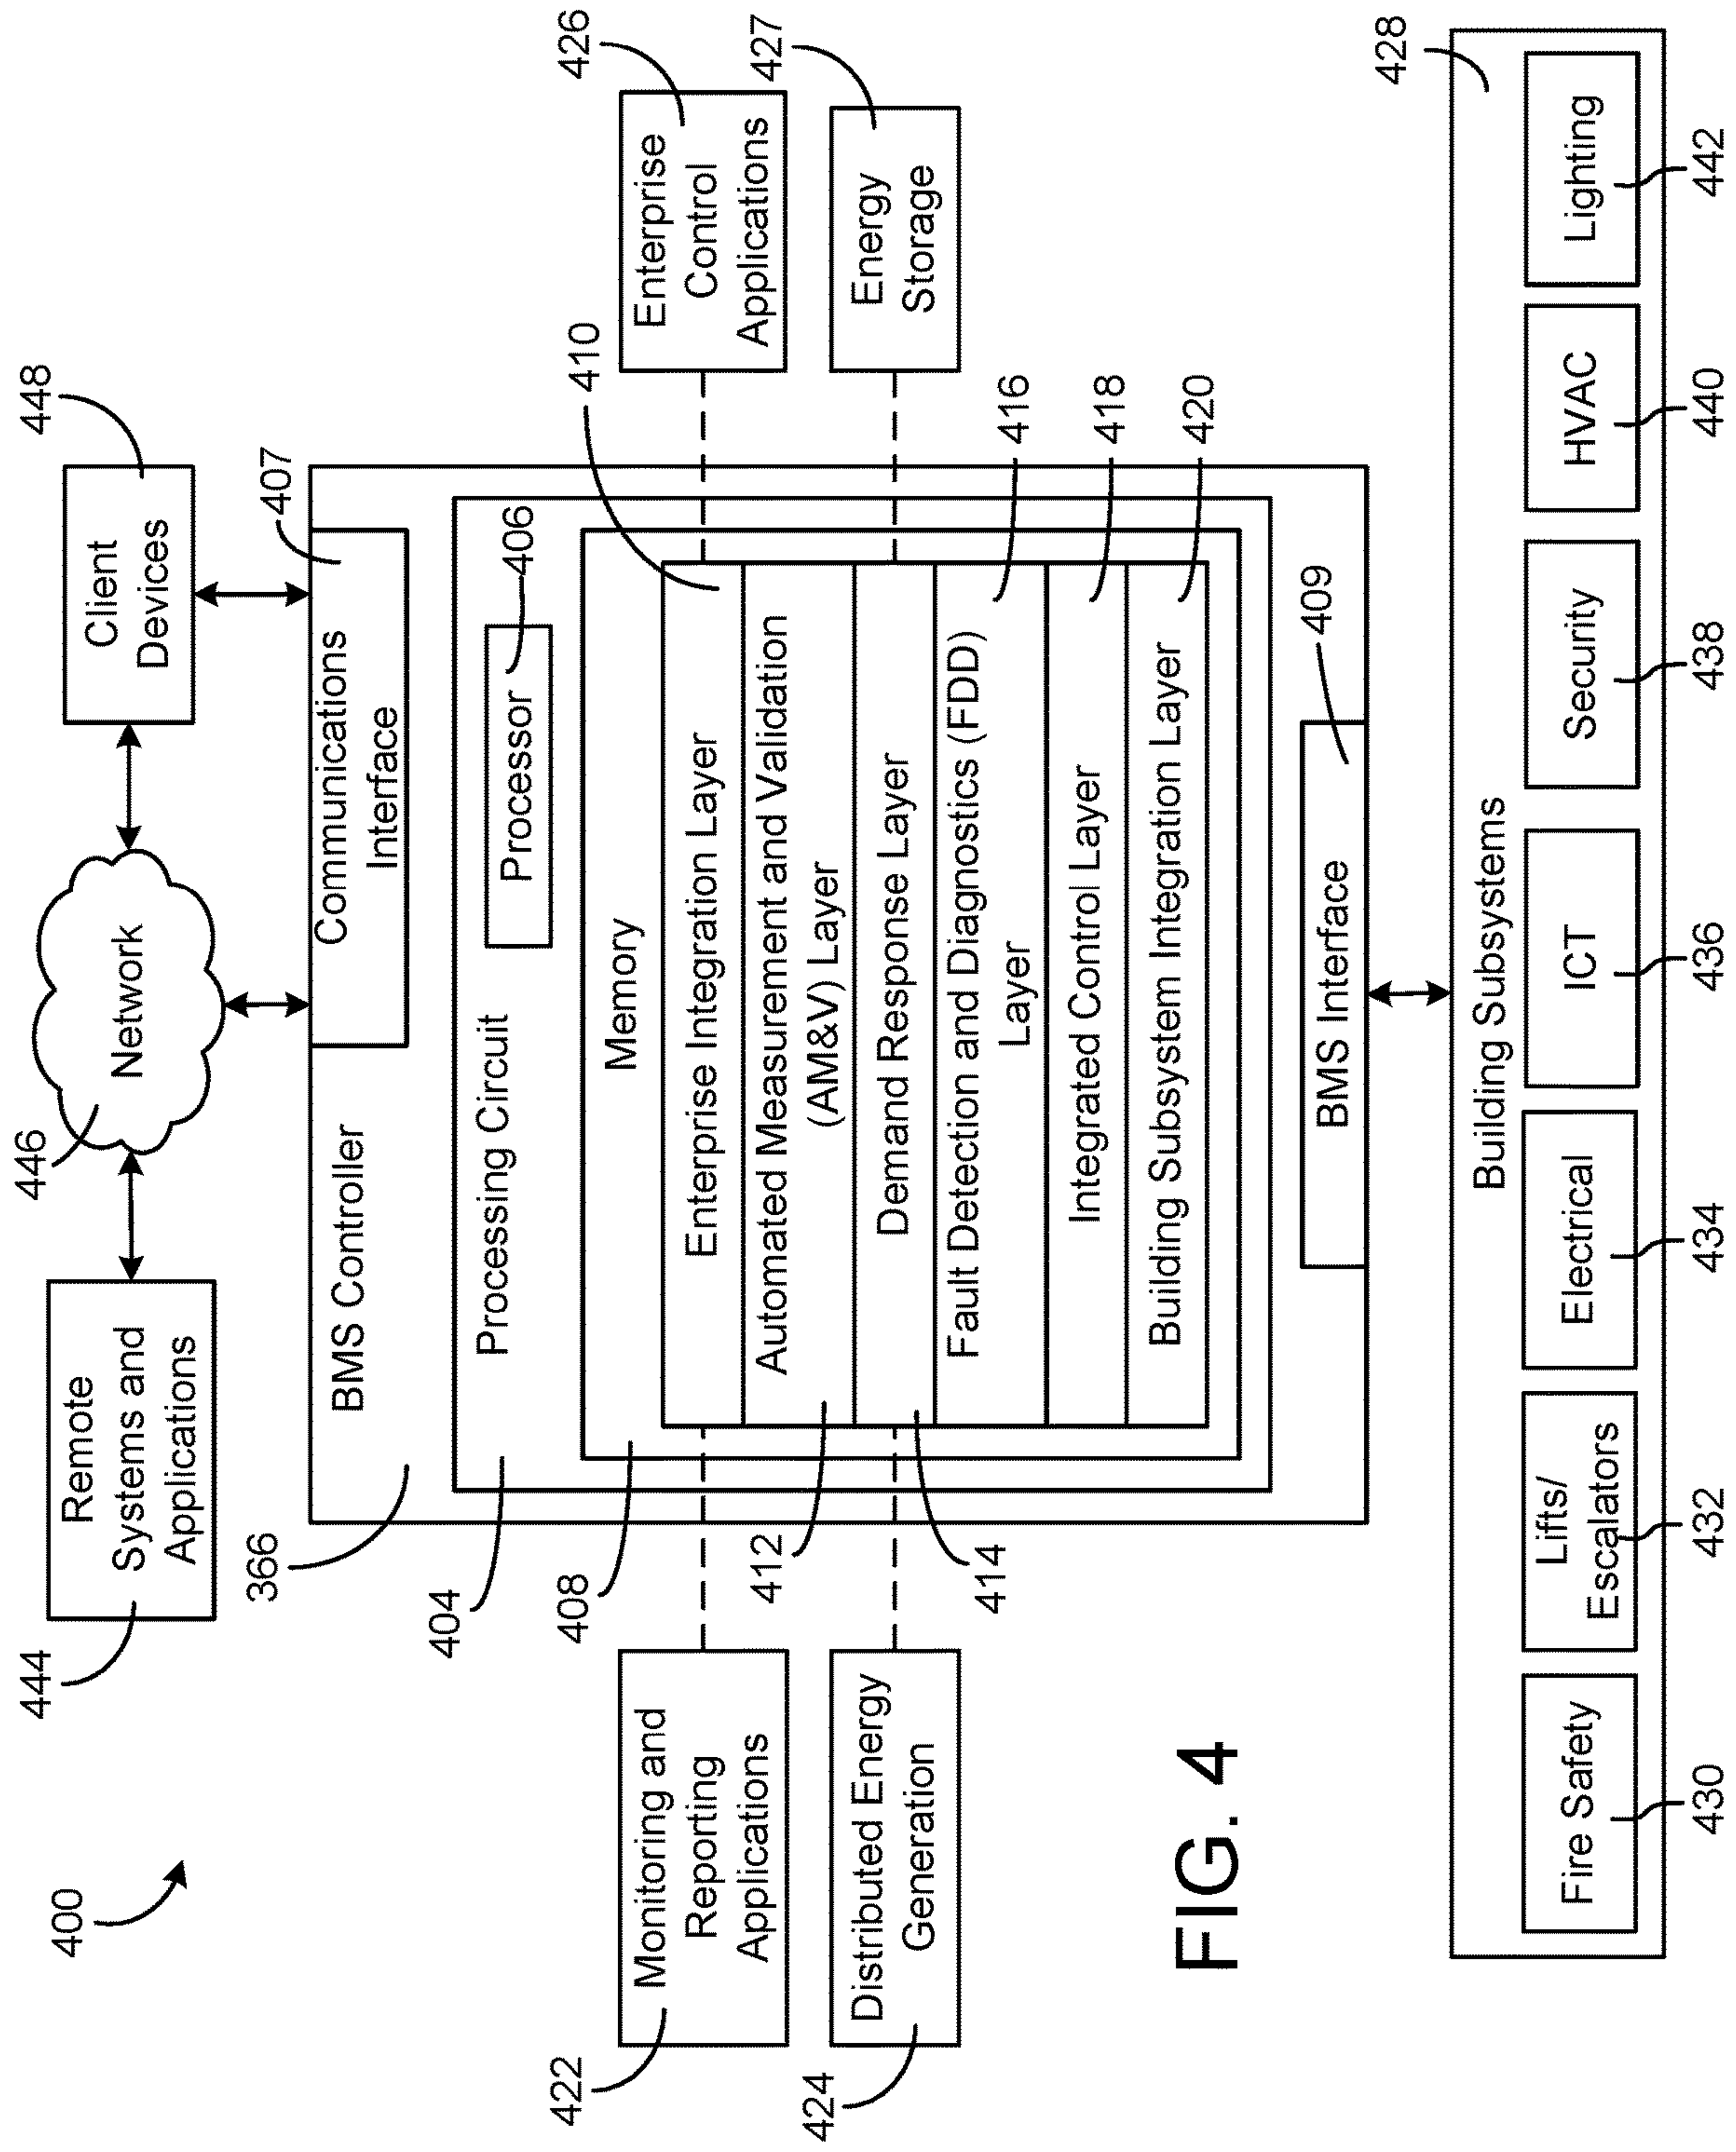 400
444
Remote
Systems and
Applications
446
Network
448
Client
Devices
366
BMS Controller
407
Communications
Interface
404
Processing Circuit
Processor
406
408
Memory
410
Enterprise Integration Layer
412
Automated Measurement and Validation
(AM&V) Layer
414
Demand Response Layer
Fault Detection and Diagnostics (FDD)
Layer
416
Integrated Control Layer
418
Building Subsystem Integration Layer
420
422
Monitoring and
Reporting
Applications
424
Distributed Energy
Generation
426
Enterprise
Control
Applications
427
Energy
Storage
BMS Interface
409
FIG. 4
428
Building Subsystems
Fire Safety
Lifts/
Escalators
Electrical
ICT
Security
HVAC
Lighting
430
432
434
436
438
440
442